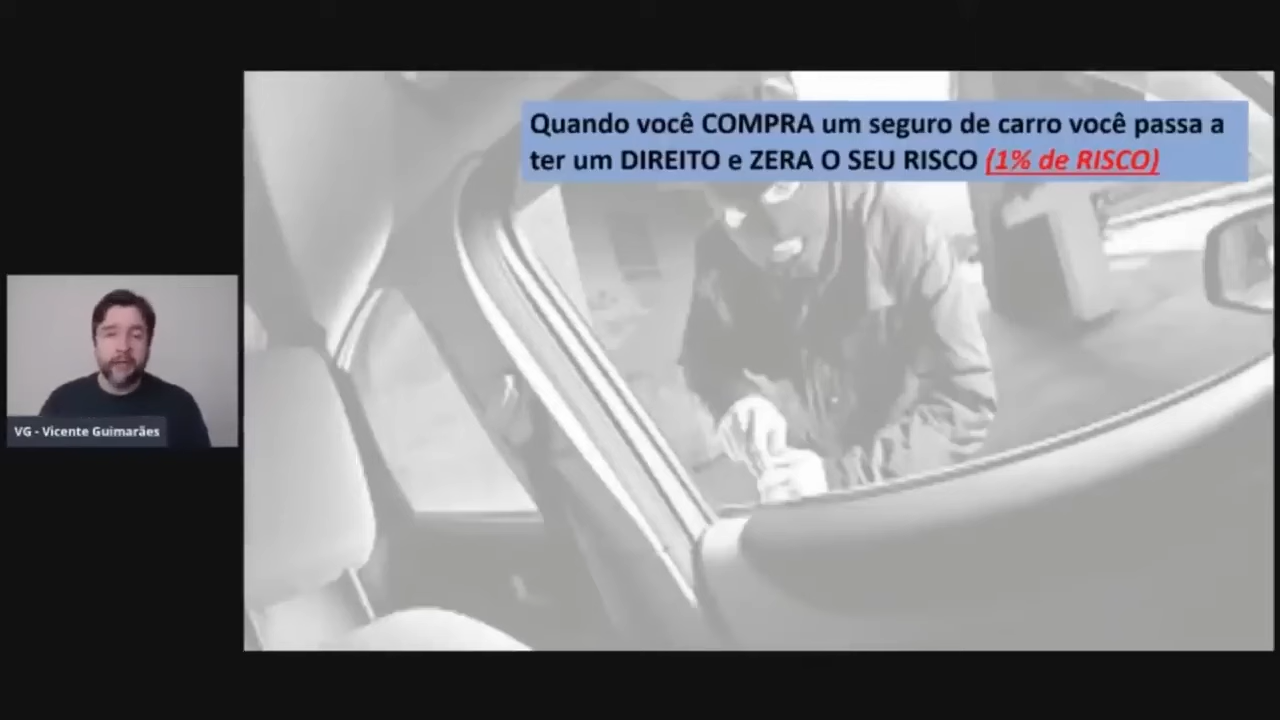 Quando você COMPRA um seguro de carro você passa a
ter um DIREITO e ZERA O SEU RISCO (1% de RISCO)
VG - Vicente Guimarães